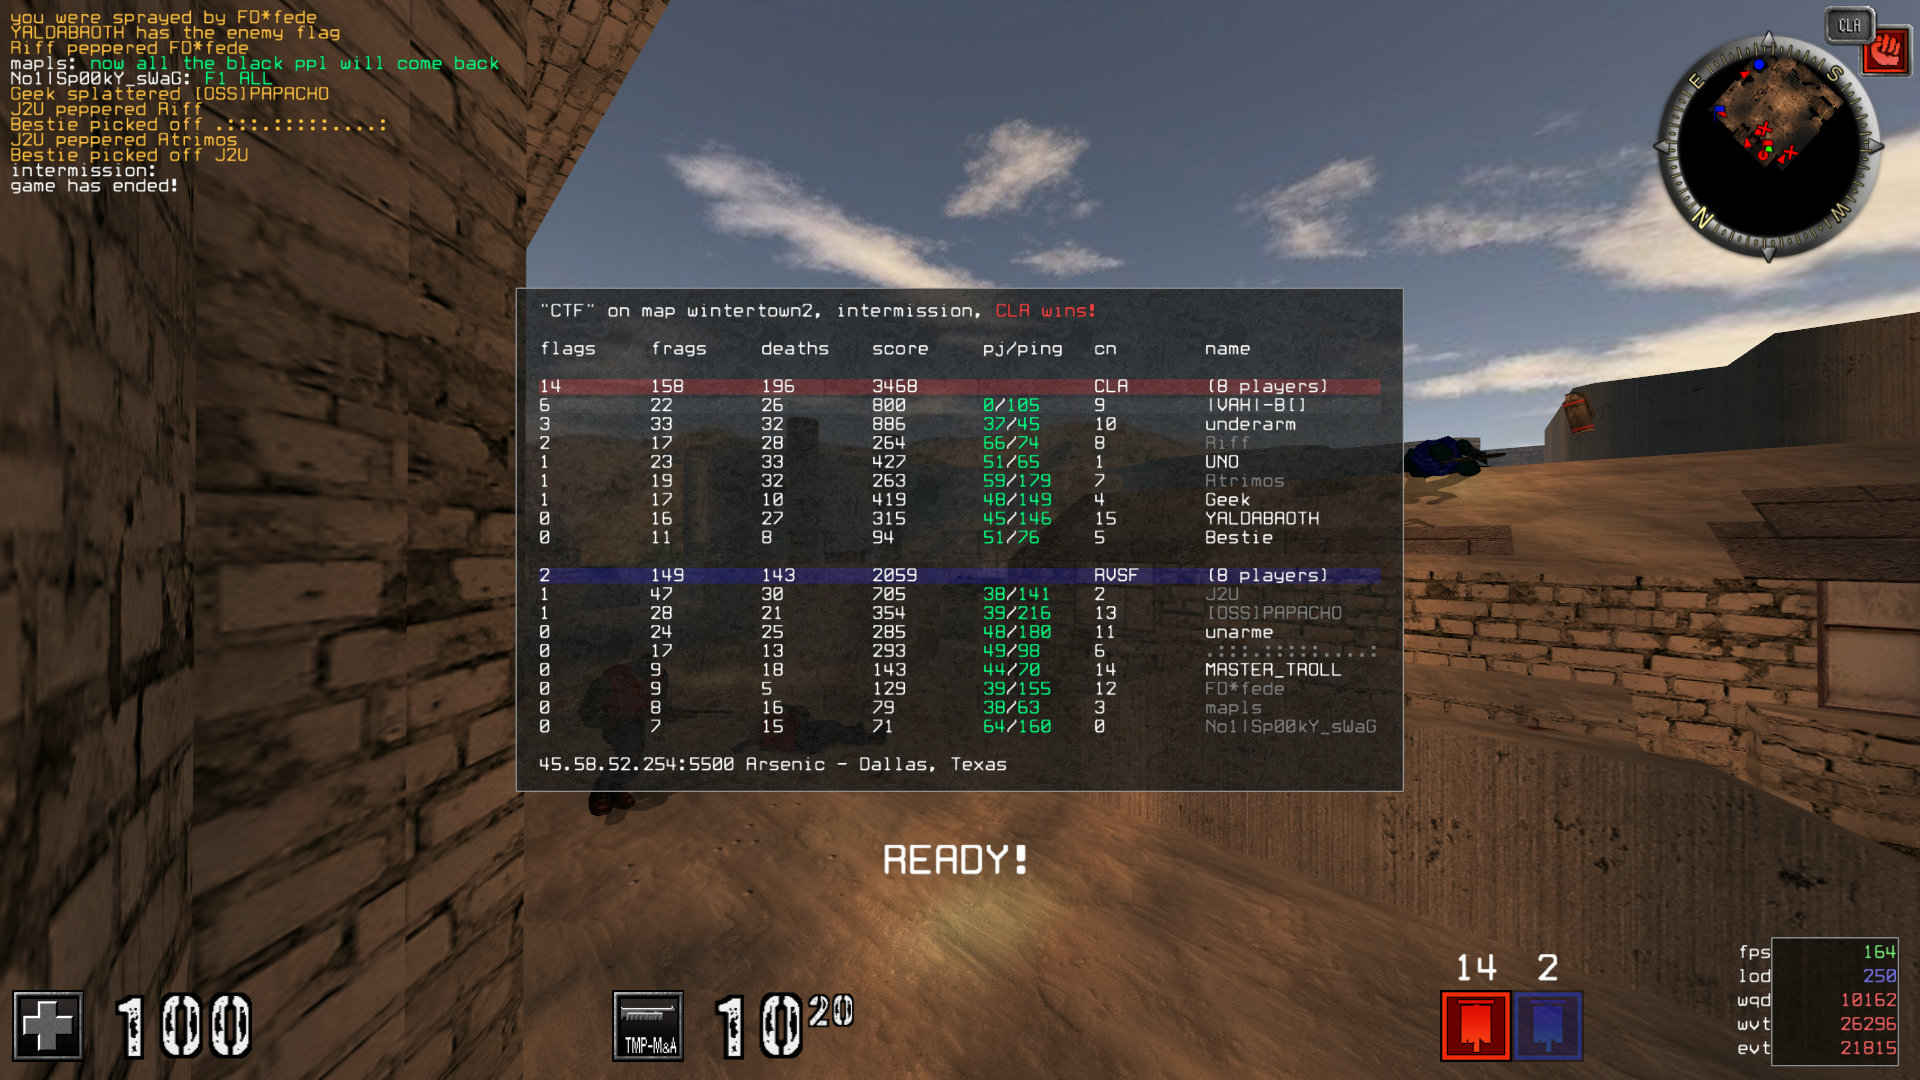 you were sprayed by FD*fede
YALDABAOTH has the enemy flag
Riff peppered FD*fede
mapls: now all the black ppl will come back
No1|Sp00kY_sWaG: F1 ALL
Geek splattered [OSS]PAPACHO
J2U peppered Riff
Bestie picked off .:::.:::::....:
J2U peppered Atrimos
Bestie picked off J2U
intermission:
game has ended!
CLA
E S
N W
"CTF" on map wintertown2, intermission, CLA wins!
flags frags deaths score pj/ping cn name
14 158 196 3468 CLA (8 players)
6 22 26 800 0/105 9 |VAH|-B[]
3 33 32 886 37/45 10 underarm
2 17 28 264 66/74 8 Riff
1 23 33 427 51/65 1 UNO
1 19 32 263 59/179 7 Atrimos
1 17 10 419 48/149 4 Geek
0 16 27 315 45/146 15 YALDABAOTH
0 11 8 94 51/76 5 Bestie
2 149 143 2059 RVSF (8 players)
1 47 30 705 38/141 2 J2U
1 28 21 354 39/216 13 [OSS]PAPACHO
0 24 25 285 48/180 11 unarme
0 17 13 293 49/98 6 .:::.:::::....:
0 9 18 143 44/70 14 MASTER_TROLL
0 9 5 129 39/155 12 FD*fede
0 8 16 79 38/63 3 mapls
0 7 15 71 64/160 0 No1|Sp00kY_sWaG
45.58.52.254:5500 Arsenic - Dallas, Texas
READY!
100
TMP-M&A
10 20
14 2
fps 164
lod 250
wqd 10162
wvt 26296
evt 21815